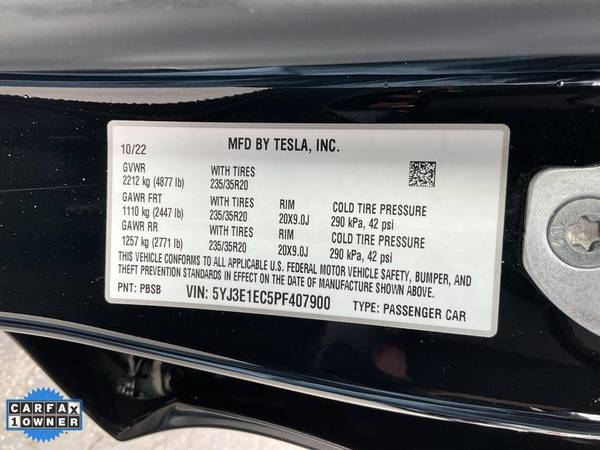 10/22 MFD BY TESLA, INC.
GVWR WITH TIRES
2212 kg (4877 lb) 235/35R20
GAWR FRT WITH TIRES RIM COLD TIRE PRESSURE
1110 kg (2447 lb) 235/35R20 20X9.0J 290 kPa, 42 psi
GAWR RR WITH TIRES RIM COLD TIRE PRESSURE
1257 kg (2771 lb) 235/35R20 20X9.0J 290 kPa, 42 psi
THIS VEHICLE CONFORMS TO ALL APPLICABLE U.S. FEDERAL MOTOR VEHICLE SAFETY, BUMPER, AND
THEFT PREVENTION STANDARDS IN EFFECT ON THE DATE OF MANUFACTURE SHOWN ABOVE.
PNT: PBSB VIN: 5YJ3E1EC5PF407900 TYPE: PASSENGER CAR
CARFAX
1 OWNER